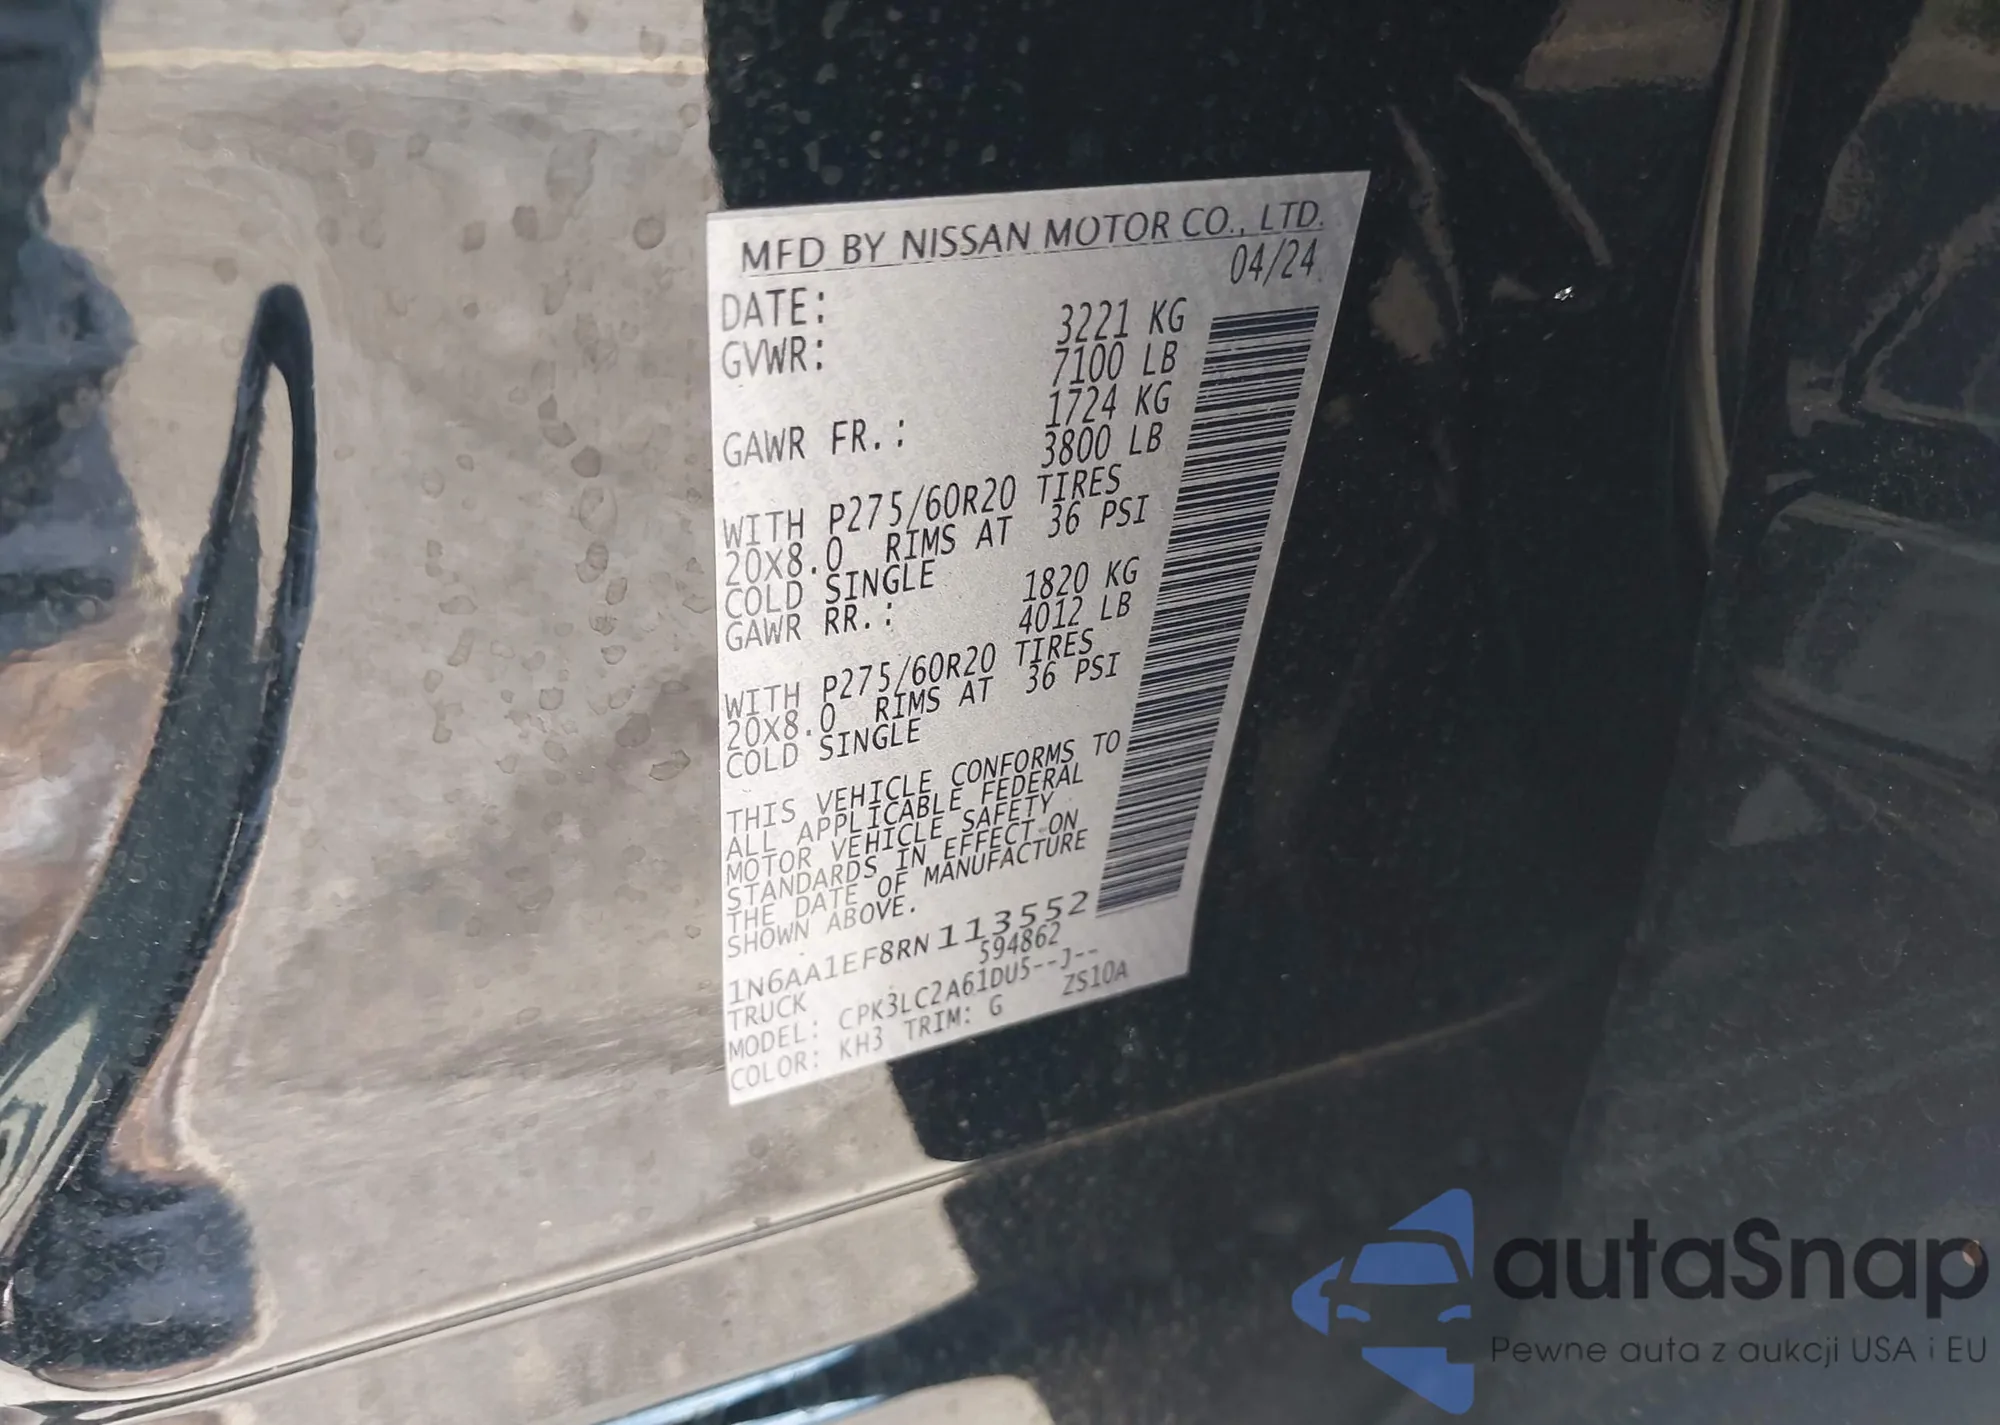 MFD BY NISSAN MOTOR CO., LTD.
DATE: 04/24
GVWR: 3221 KG
7100 LB
GAWR FR.: 1724 KG
3800 LB
WITH P275/60R20 TIRES
20X8.0 RIMS AT 36 PSI
COLD SINGLE
GAWR RR.: 1820 KG
4012 LB
WITH P275/60R20 TIRES
20X8.0 RIMS AT 36 PSI
COLD SINGLE
THIS VEHICLE CONFORMS TO
ALL APPLICABLE FEDERAL
MOTOR VEHICLE SAFETY
STANDARDS IN EFFECT ON
THE DATE OF MANUFACTURE
SHOWN ABOVE.
1N6AA1EF8RN113552
TRUCK 594862
MODEL: CPK3LC2A61DU5--J--
COLOR: KH3 TRIM: G ZS10A
autaSnap
Pewne auta z aukcji USA i EU